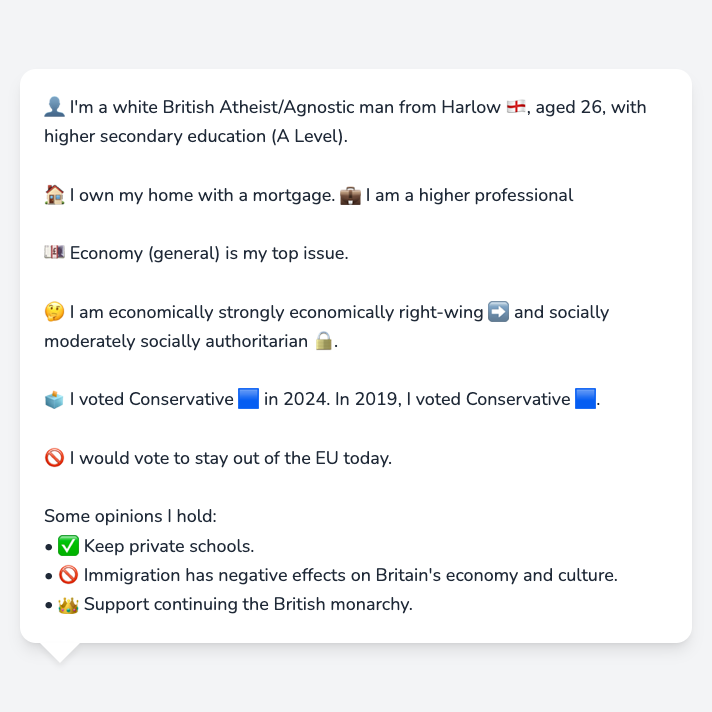 👤 I'm a white British Atheist/Agnostic man from Harlow 🏴󠁧󠁢󠁥󠁮󠁧󠁿, aged 26, with
higher secondary education (A Level).
🏠 I own my home with a mortgage. 💼 I am a higher professional
💷 Economy (general) is my top issue.
🤔 I am economically strongly economically right-wing ➡️ and socially
moderately socially authoritarian 🔒.
🗳️ I voted Conservative 🟦 in 2024. In 2019, I voted Conservative 🟦.
🚫 I would vote to stay out of the EU today.
Some opinions I hold:
• ✅ Keep private schools.
• 🚫 Immigration has negative effects on Britain's economy and culture.
• 👑 Support continuing the British monarchy.